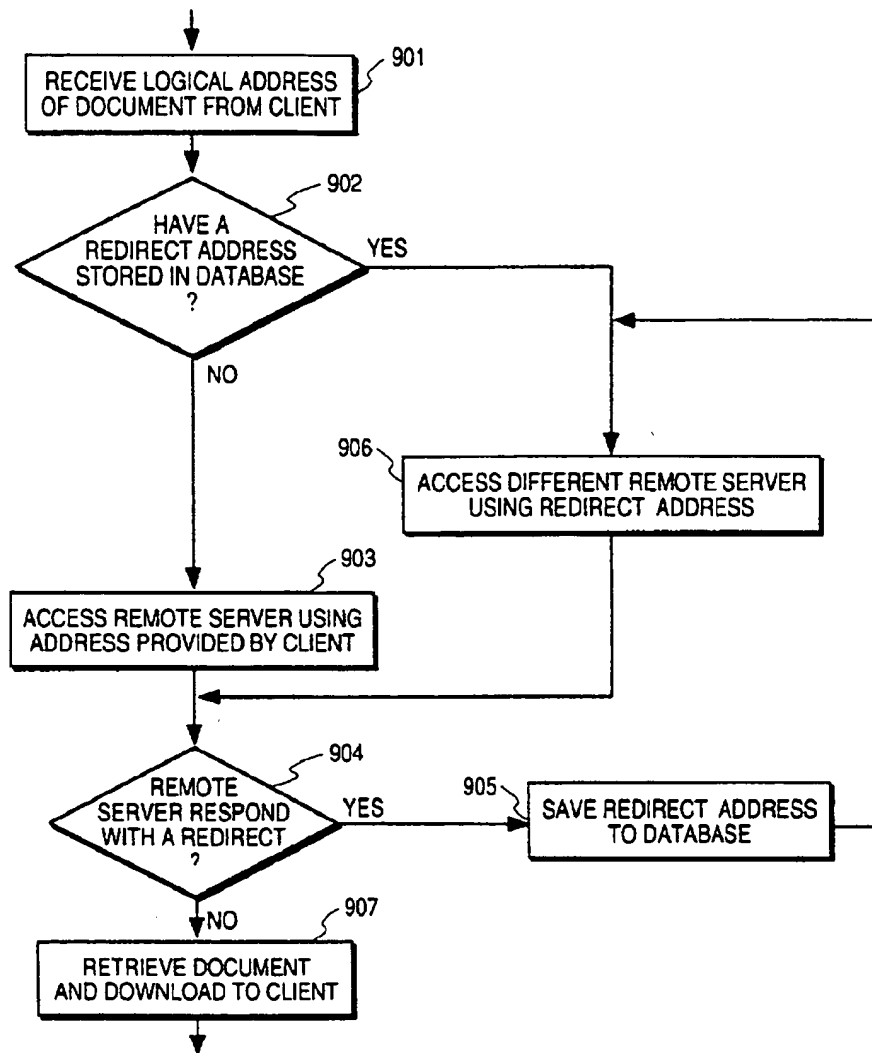 901
RECEIVE LOGICAL ADDRESS
OF DOCUMENT FROM CLIENT
902
HAVE A
REDIRECT ADDRESS
STORED IN DATABASE
?
YES
NO
906
ACCESS DIFFERENT REMOTE SERVER
USING REDIRECT ADDRESS
903
ACCESS REMOTE SERVER USING
ADDRESS PROVIDED BY CLIENT
904
REMOTE
SERVER RESPOND
WITH A REDIRECT
?
YES
905
SAVE REDIRECT ADDRESS
TO DATABASE
NO
907
RETRIEVE DOCUMENT
AND DOWNLOAD TO CLIENT